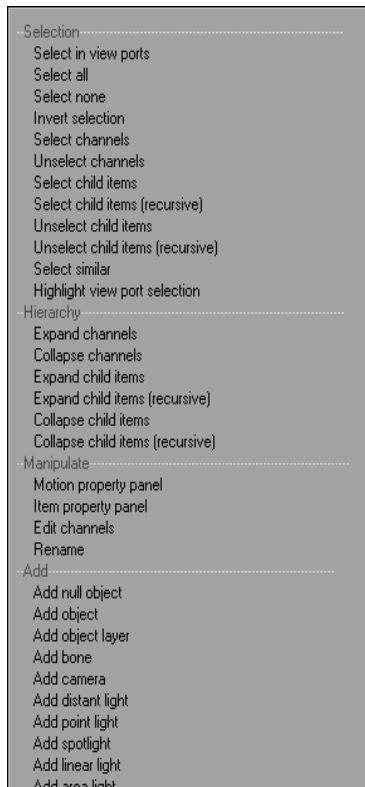 Selection
Select in view ports
Select all
Select none
Invert selection
Select channels
Unselect channels
Select child items
Select child items (recursive)
Unselect child items
Unselect child items (recursive)
Select similar
Highlight view port selection
Hierarchy
Expand channels
Collapse channels
Expand child items
Expand child items (recursive)
Collapse child items
Collapse child items (recursive)
Manipulate
Motion property panel
Item property panel
Edit channels
Rename
Add
Add null object
Add object
Add object layer
Add bone
Add camera
Add distant light
Add point light
Add spotlight
Add linear light
Add area light